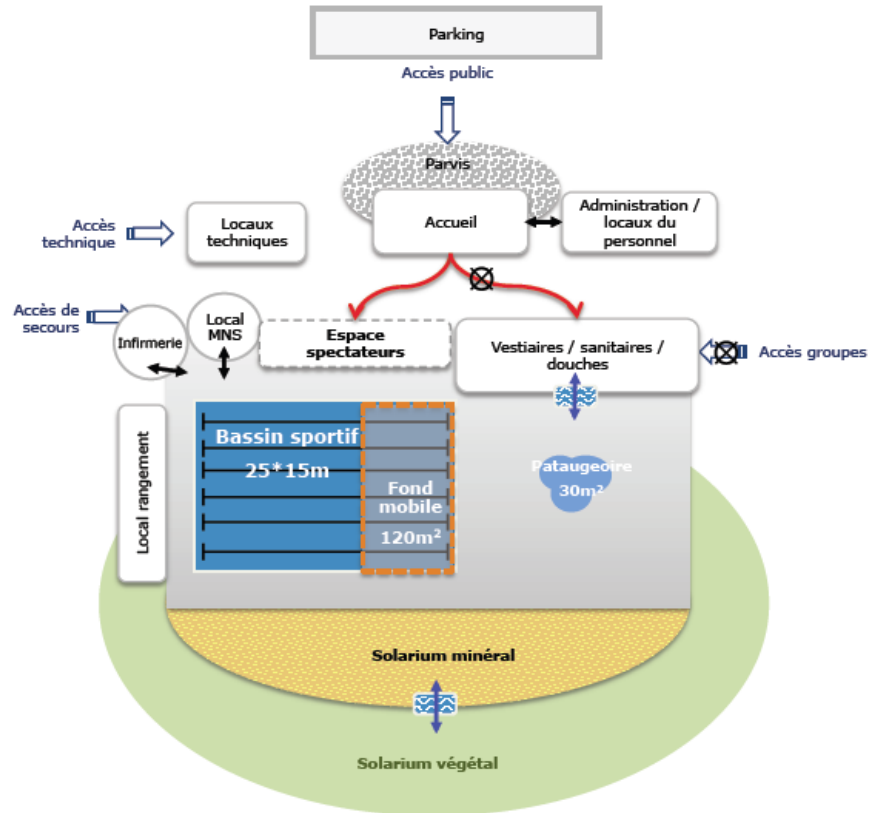 Parking
Accès public
Parvis
Accueil
Administration /
locaux du
personnel
Accès
technique
Locaux
techniques
Accès de
secours
Infirmerie
Local
MNS
Espace
spectateurs
Vestiaires / sanitaires /
douches
Accès groupes
Local rangement
Bassin sportif
25*15m
Fond
mobile
120m²
Pataugeoire
30m²
Solarium minéral
Solarium végétal